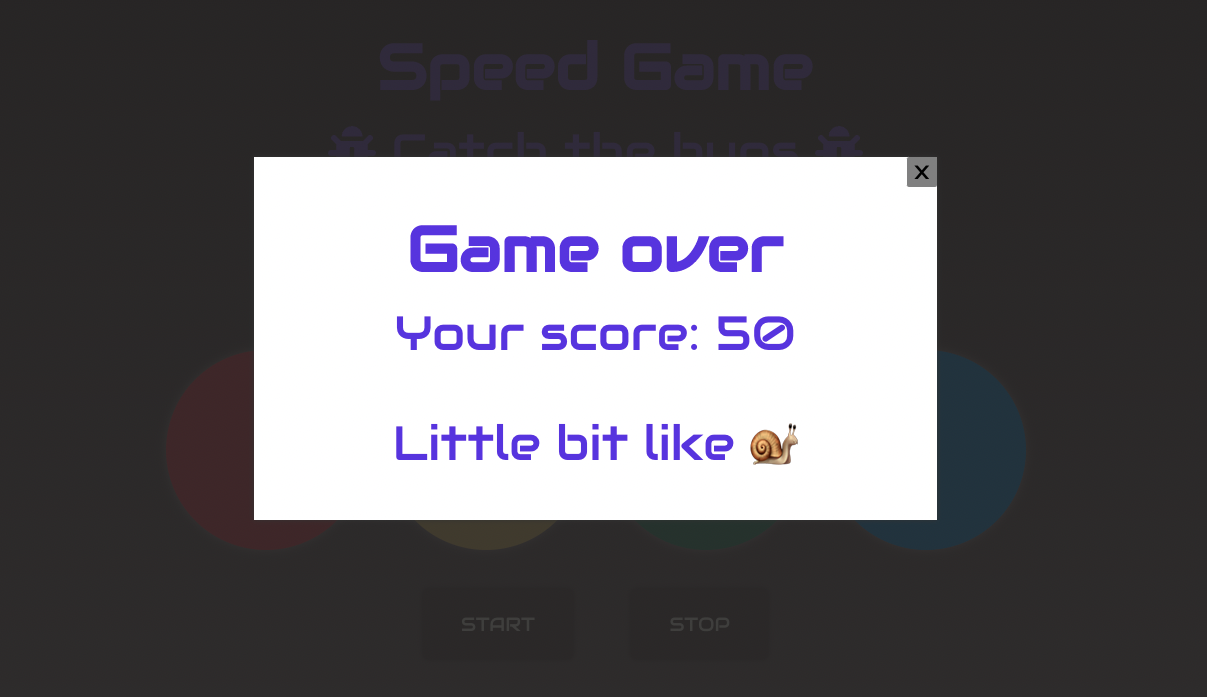 Speed Game
Catch the bugs
X
Game over
Your score: 50
Little bit like
START
STOP